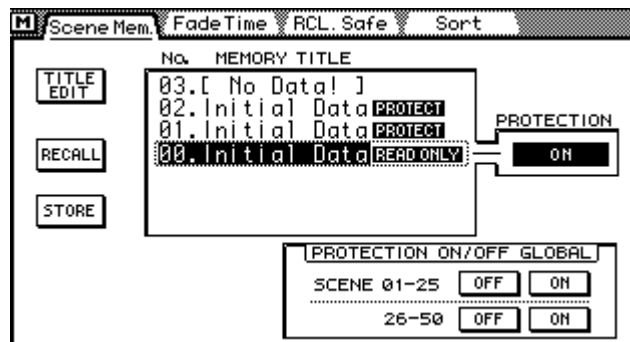 M Scene Mem. Fade Time RCL. Safe Sort
No. MEMORY TITLE
TITLE EDIT
03.[ No Data! ]
02.Initial Data PROTECT
01.Initial Data PROTECT
00.Initial Data READ ONLY
PROTECTION
ON
RECALL
STORE
PROTECTION ON/OFF GLOBAL
SCENE 01-25 OFF ON
26-50 OFF ON